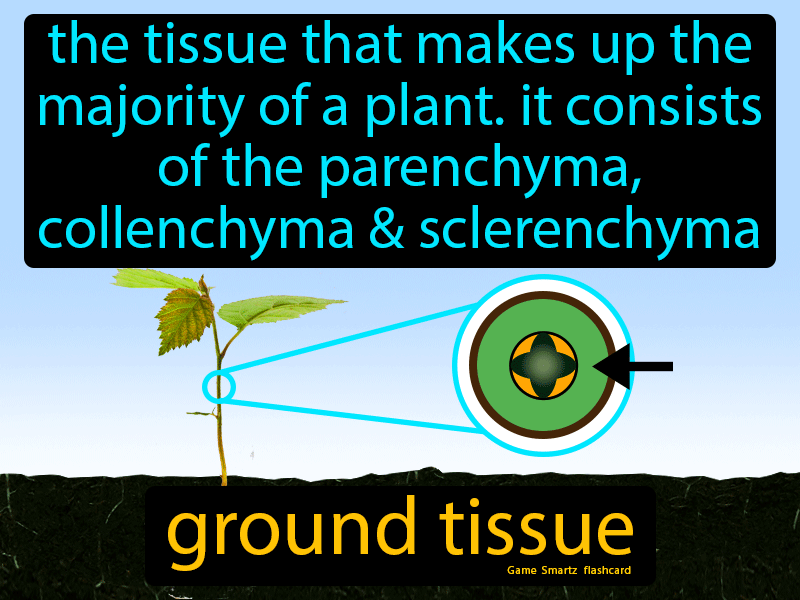 the tissue that makes up the
majority of a plant. it consists
of the parenchyma,
collenchyma & sclerenchyma
ground tissue
Game Smartz flashcard